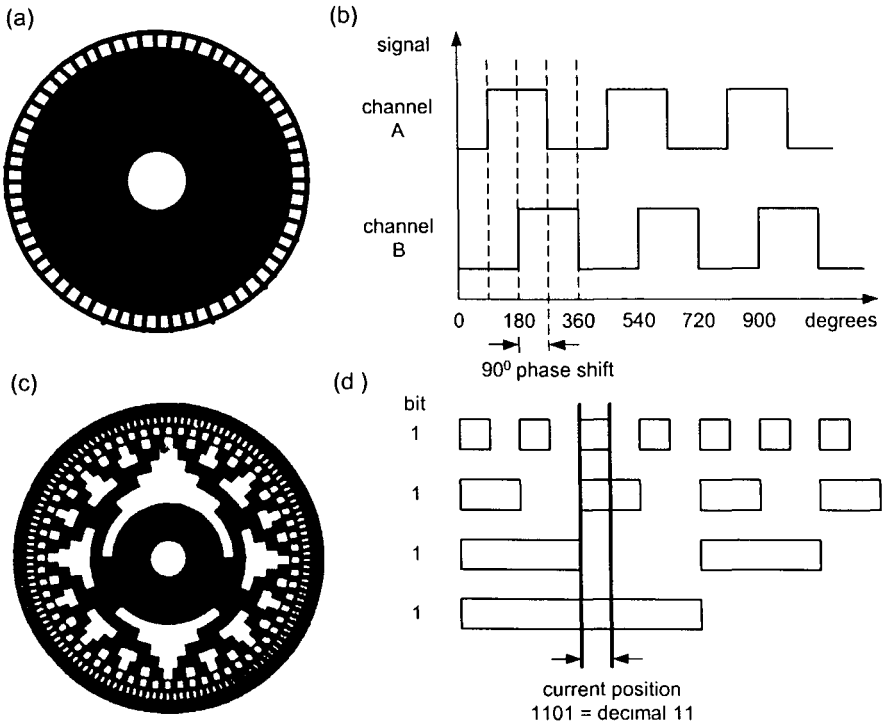 (a)
(b)
signal
channel
A
channel
B
0 180 360 540 720 900 degrees
90⁰ phase shift
(c)
(d )
bit
1
1
1
1
current position
1101 = decimal 11